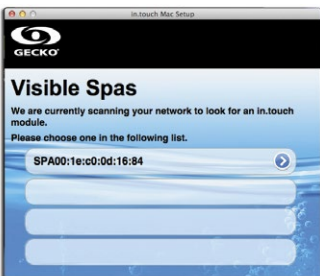 in.touch Mac Setup
GECKO
Visible Spas
We are currently scanning your network to look for an in.touch
module.
Please choose one in the following list.
SPA00:1e:c0:0d:16:84